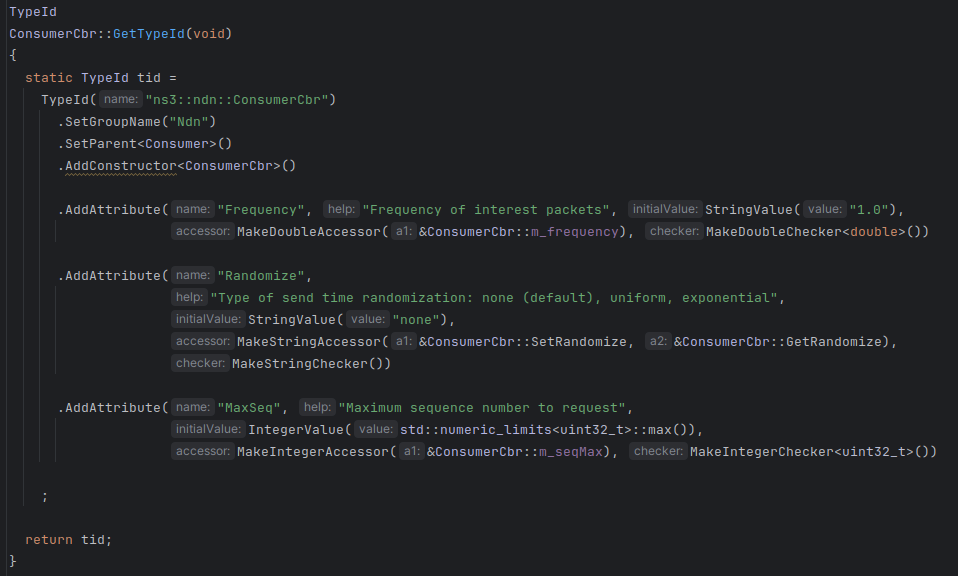 TypeId
ConsumerCbr::GetTypeId(void)
{
static TypeId tid =
TypeId( name: "ns3::ndn::ConsumerCbr")
.SetGroupName("Ndn")
.SetParent<Consumer>()
.AddConstructor<ConsumerCbr>()
.AddAttribute( name: "Frequency", help: "Frequency of interest packets", initialValue: StringValue( value: "1.0"),
accessor: MakeDoubleAccessor( a1: &ConsumerCbr::m_frequency), checker: MakeDoubleChecker<double>())
.AddAttribute( name: "Randomize",
help: "Type of send time randomization: none (default), uniform, exponential",
initialValue: StringValue( value: "none"),
accessor: MakeStringAccessor( a1: &ConsumerCbr::SetRandomize, a2: &ConsumerCbr::GetRandomize),
checker: MakeStringChecker())
.AddAttribute( name: "MaxSeq", help: "Maximum sequence number to request",
initialValue: IntegerValue( value: std::numeric_limits<uint32_t>::max()),
accessor: MakeIntegerAccessor( a1: &ConsumerCbr::m_seqMax), checker: MakeIntegerChecker<uint32_t>())
;
return tid;
}